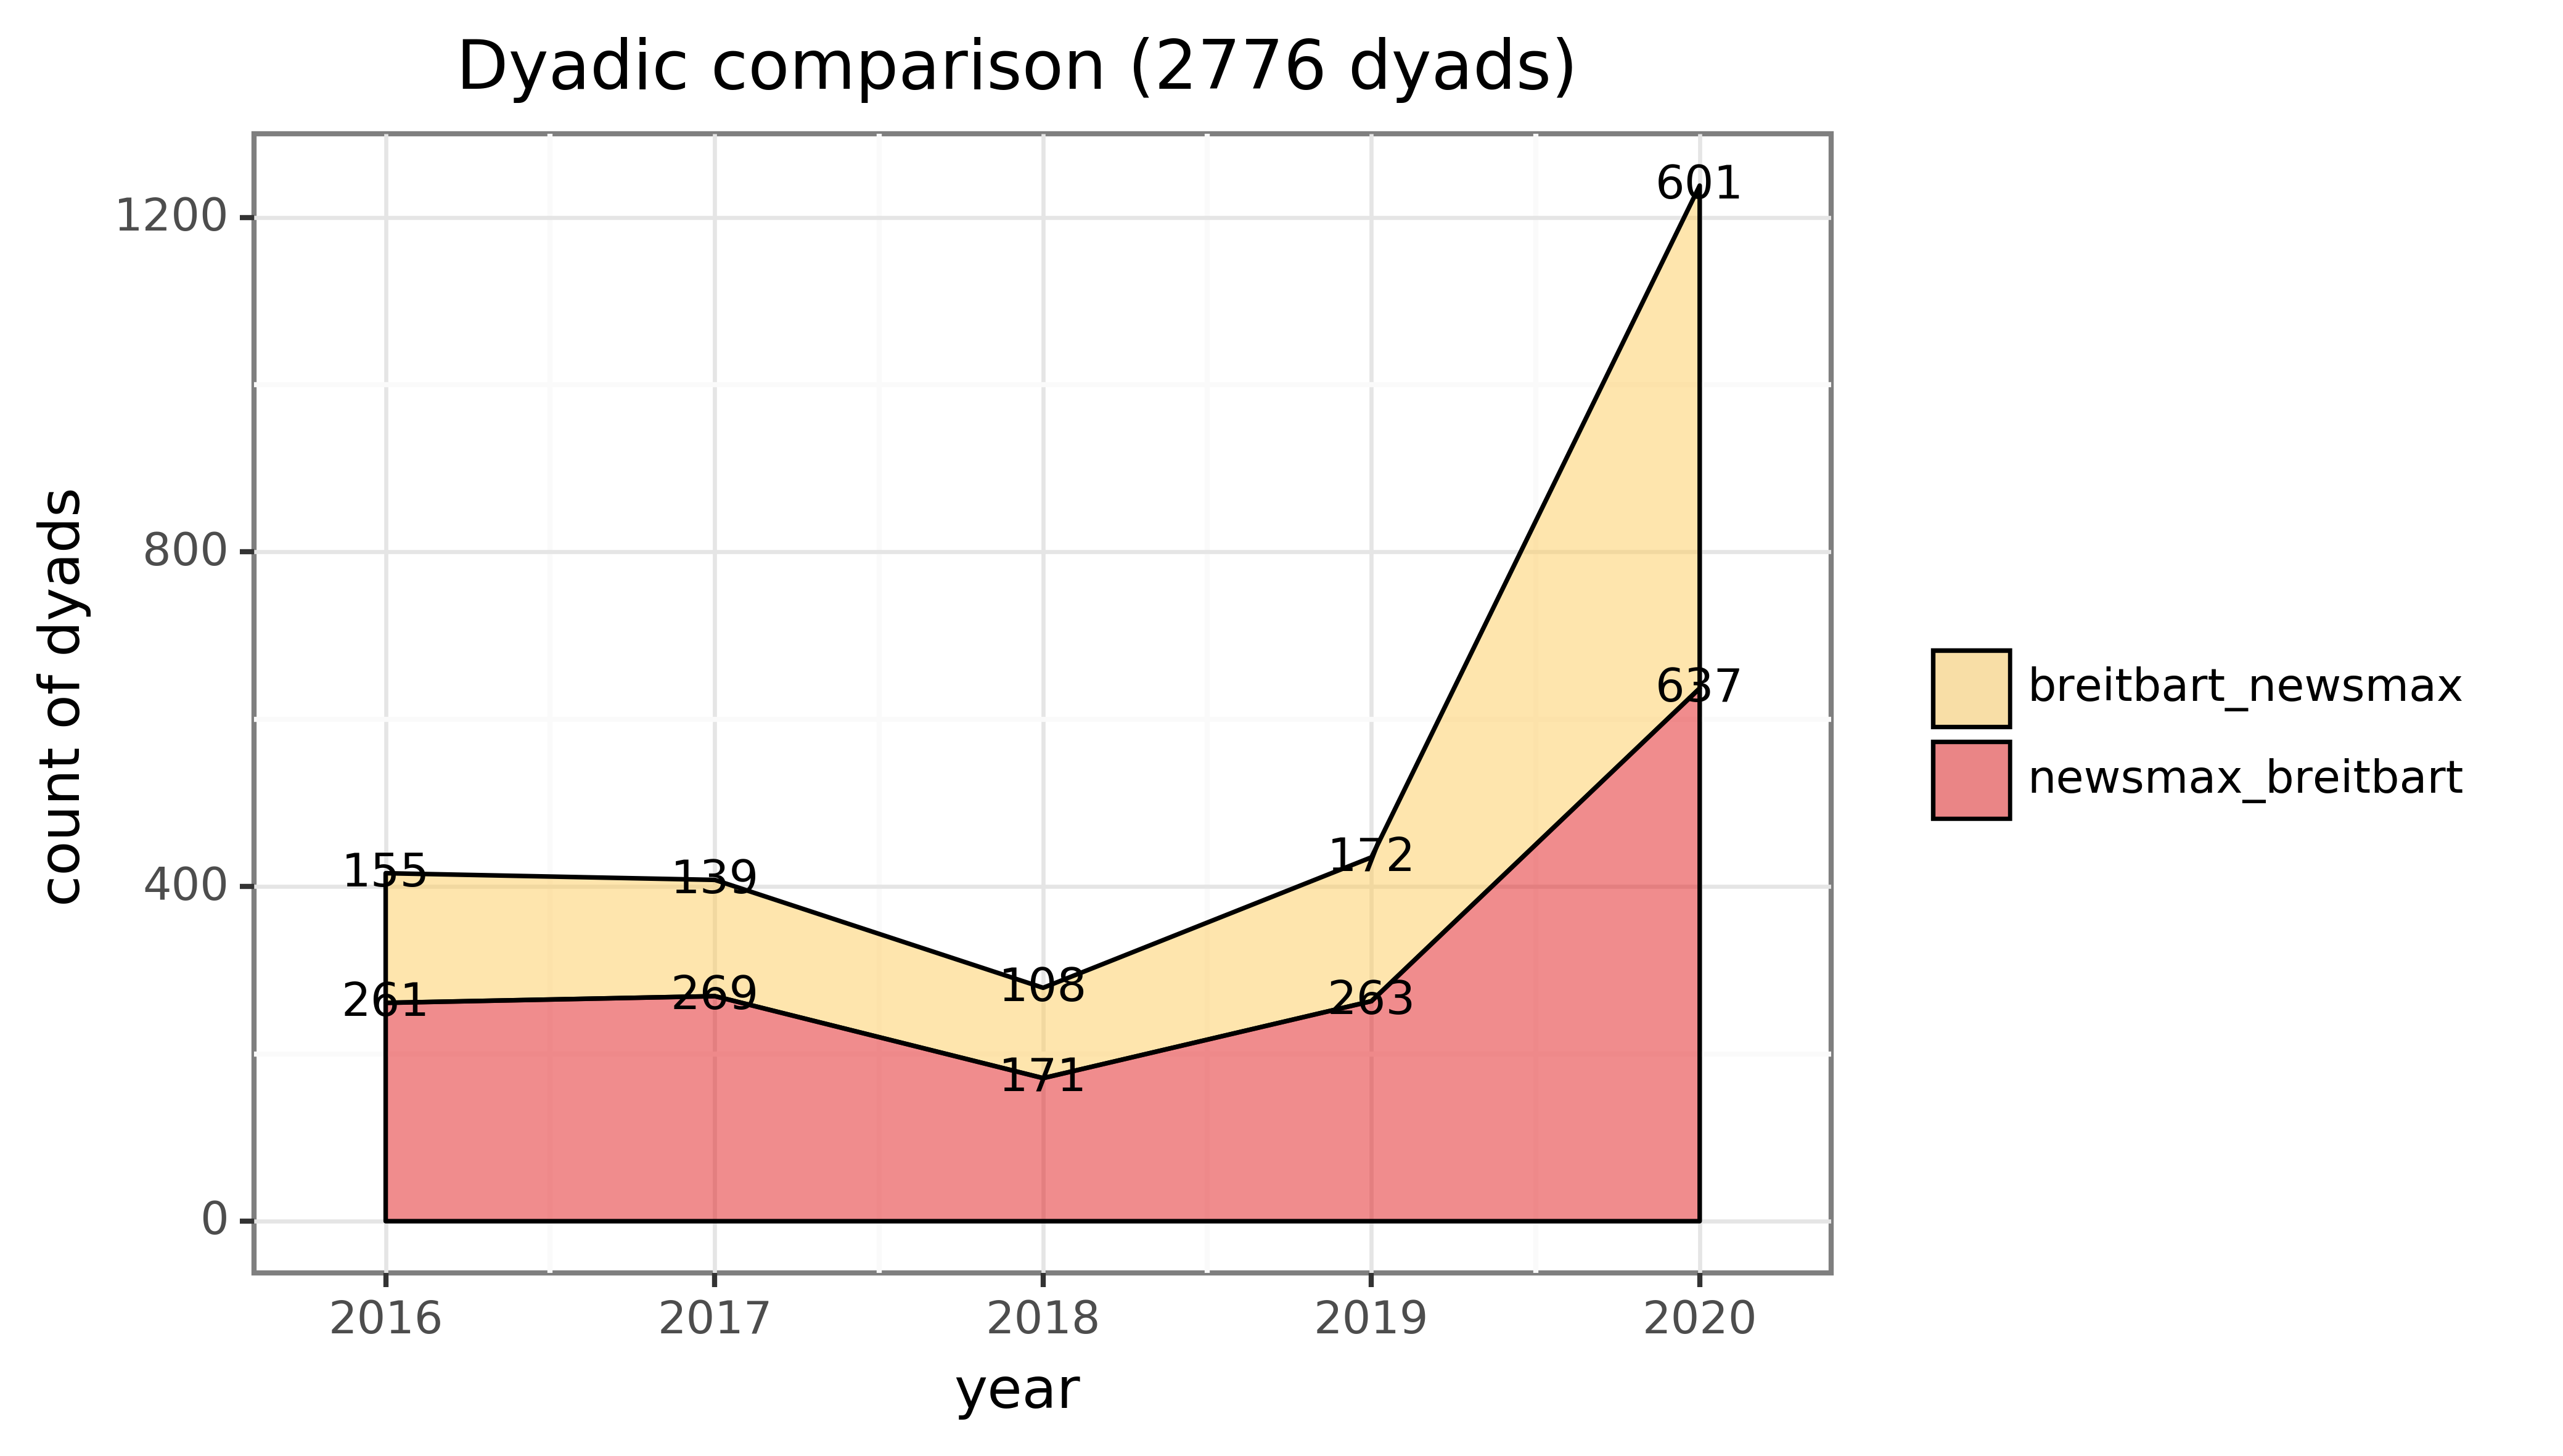 Dyadic comparison (2776 dyads)
count of dyads
1200
800
400
0
601
637
155
139
108
172
261
269
171
263
2016 2017 2018 2019 2020
year
breitbart_newsmax
newsmax_breitbart